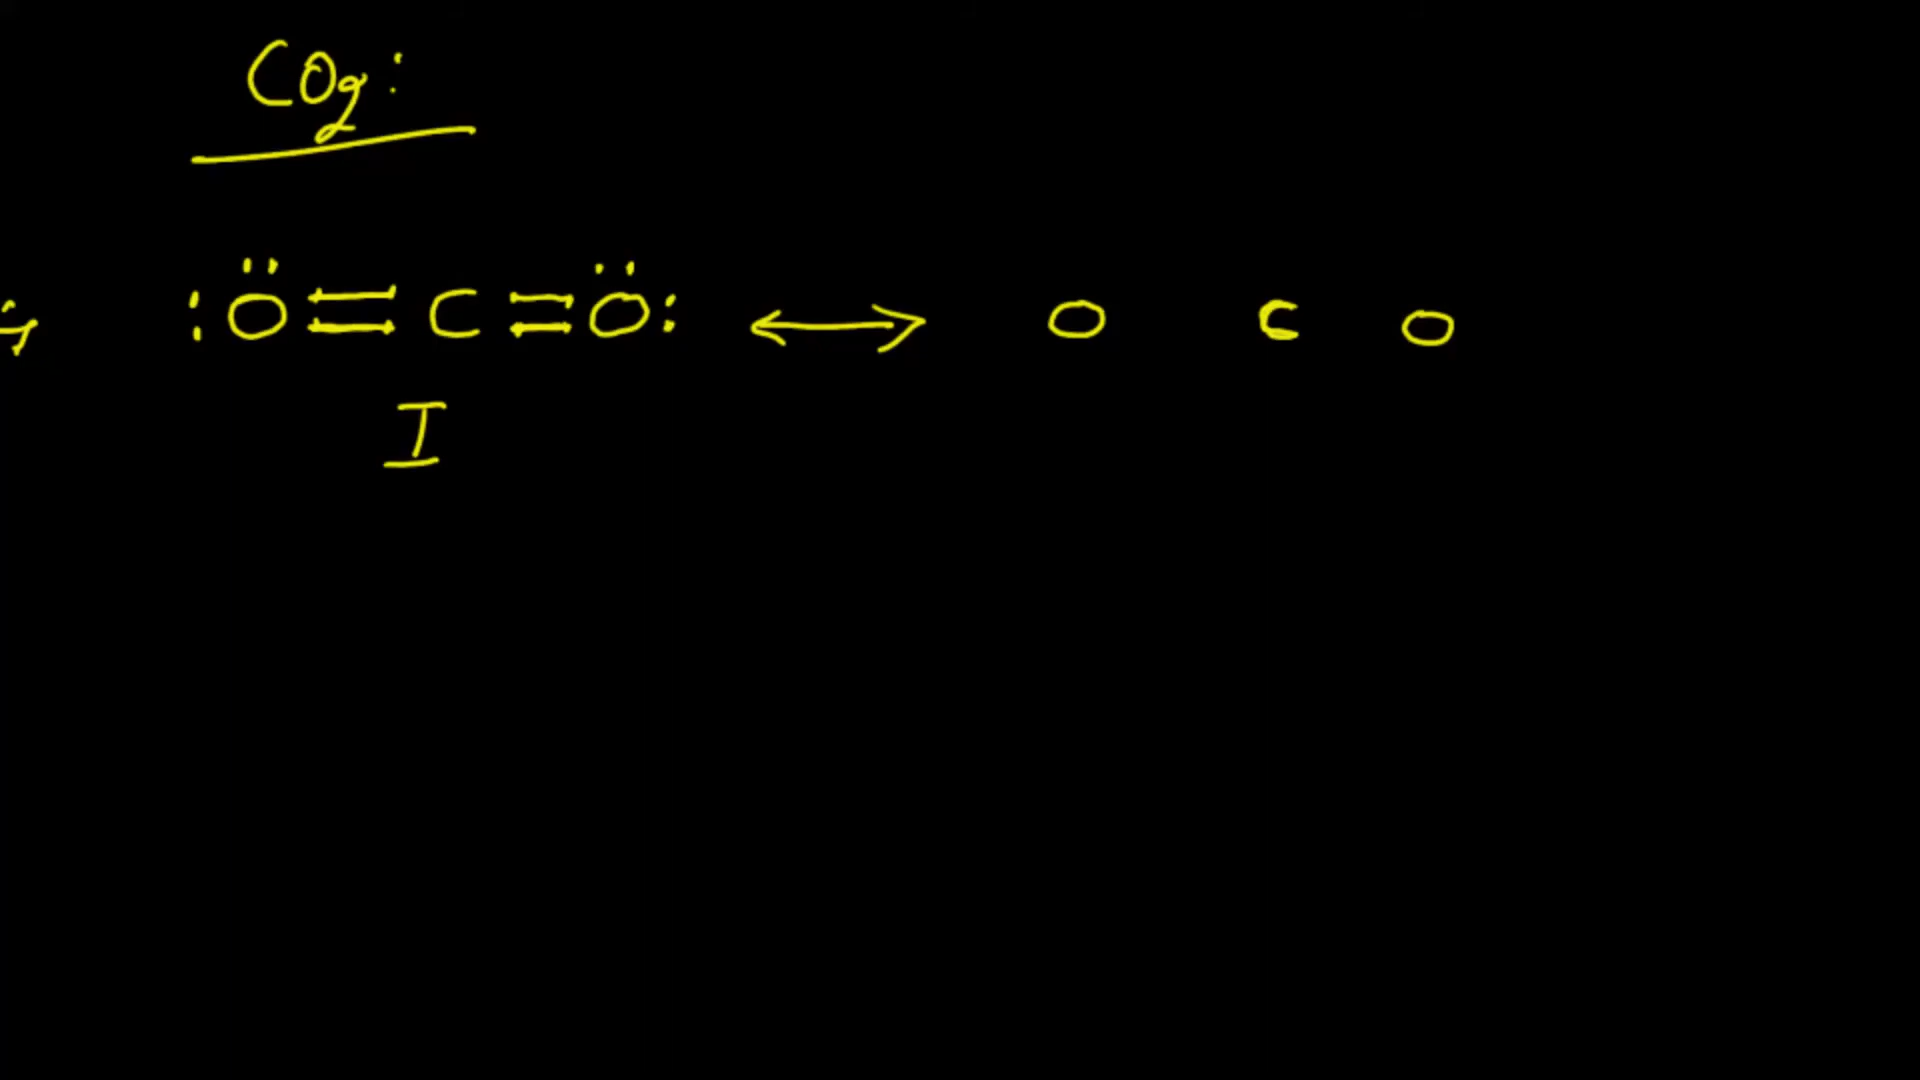 CO2:
:Ö=C=Ö: ↔ O C O
I